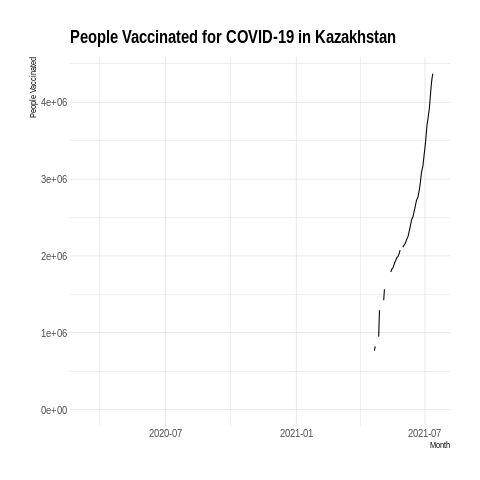 People Vaccinated for COVID-19 in Kazakhstan
People Vaccinated
4e+06
3e+06
2e+06
1e+06
0e+00
2020-07
2021-01
2021-07
Month